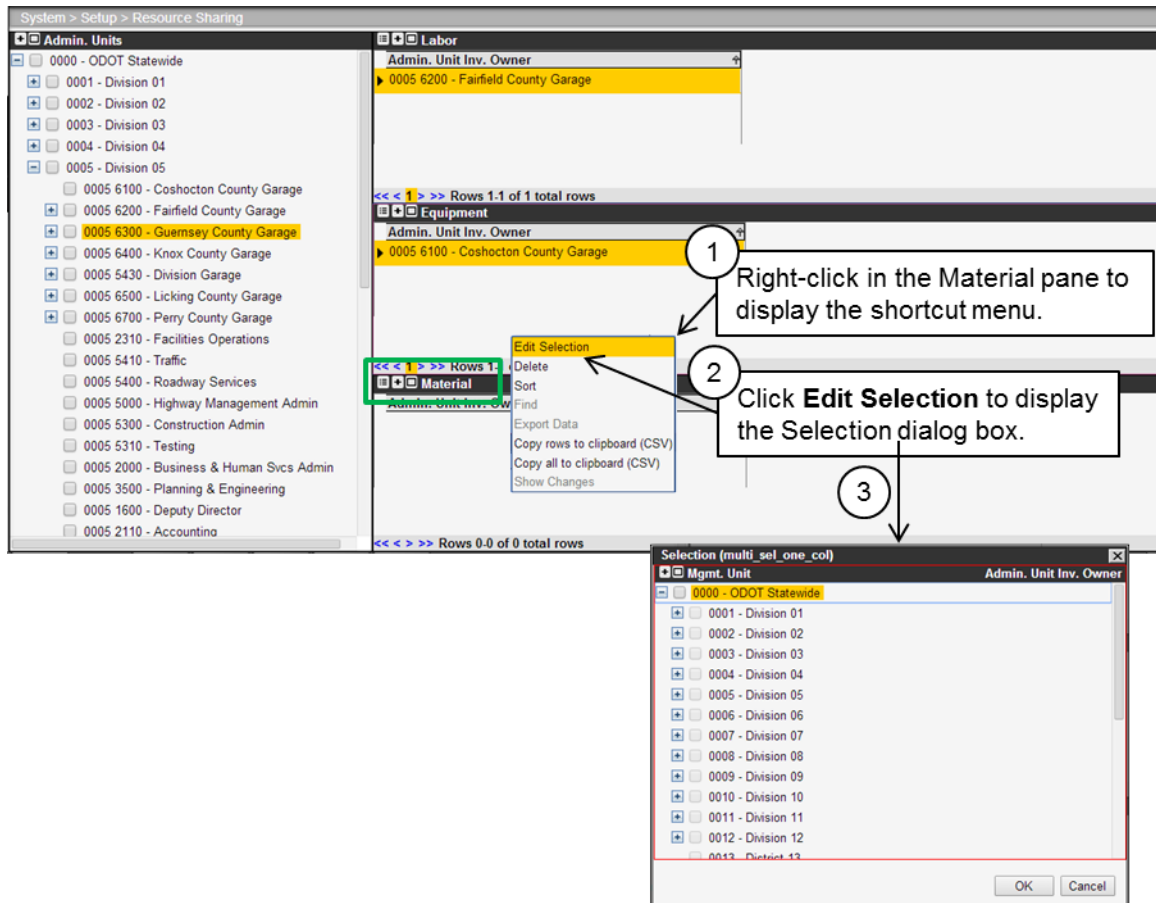 System > Setup > Resource Sharing
Admin. Units
0000 - ODOT Statewide
0001 - Division 01
0002 - Division 02
0003 - Division 03
0004 - Division 04
0005 - Division 05
0005 6100 - Coshocton County Garage
0005 6200 - Fairfield County Garage
0005 6300 - Guernsey County Garage
0005 6400 - Knox County Garage
0005 5430 - Division Garage
0005 6500 - Licking County Garage
0005 6700 - Perry County Garage
0005 2310 - Facilities Operations
0005 5410 - Traffic
0005 5400 - Roadway Services
0005 5000 - Highway Management Admin
0005 5300 - Construction Admin
0005 5310 - Testing
0005 2000 - Business & Human Svcs Admin
0005 3500 - Planning & Engineering
0005 1600 - Deputy Director
0005 2110 - Accounting
Labor
Admin. Unit Inv. Owner
0005 6200 - Fairfield County Garage
<< < 1 > >> Rows 1-1 of 1 total rows
Equipment
Admin. Unit Inv. Owner
0005 6100 - Coshocton County Garage
<< < 1 > >> Rows 1-
Material
Admin. Unit Inv. Ow
<< < > >> Rows 0-0 of 0 total rows
Edit Selection
Delete
Sort
Find
Export Data
Copy rows to clipboard (CSV)
Copy all to clipboard (CSV)
Show Changes
1
Right-click in the Material pane to
display the shortcut menu.
2
Click Edit Selection to display
the Selection dialog box.
3
Selection (multi_sel_one_col)
Mgmt. Unit Admin. Unit Inv. Owner
0000 - ODOT Statewide
0001 - Division 01
0002 - Division 02
0003 - Division 03
0004 - Division 04
0005 - Division 05
0006 - Division 06
0007 - Division 07
0008 - Division 08
0009 - Division 09
0010 - Division 10
0011 - Division 11
0012 - Division 12
0013 - District 13
OK Cancel